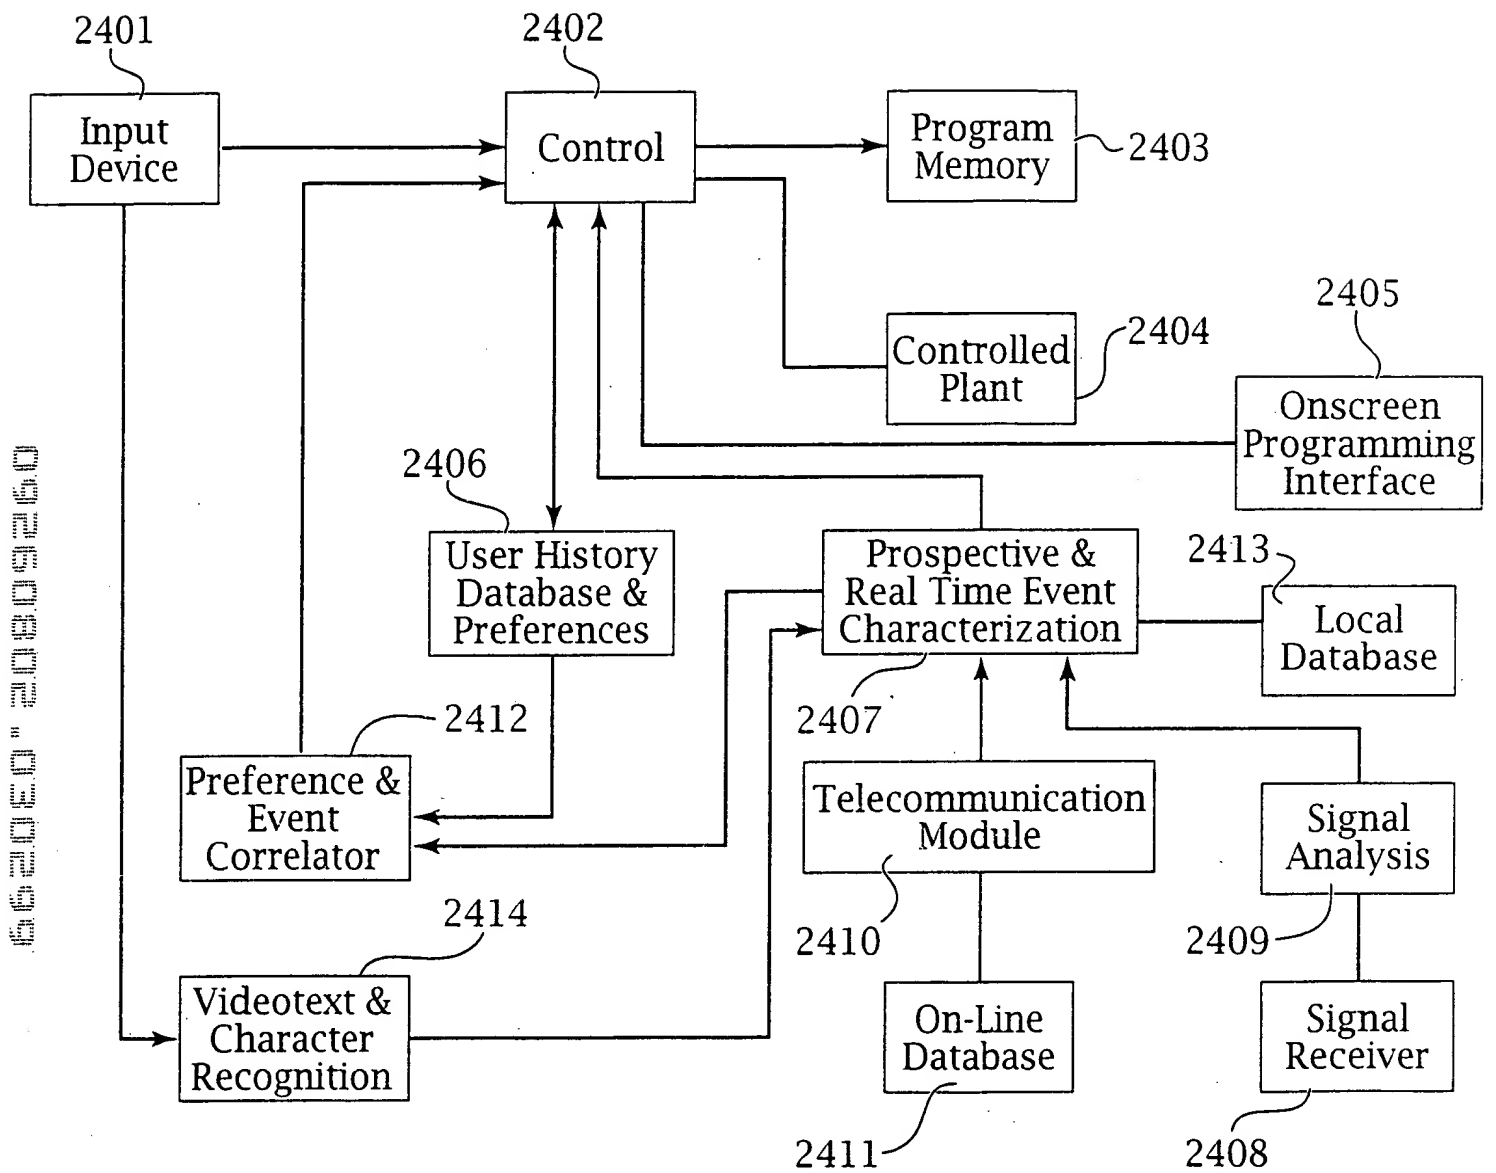 2401
2402
Input
Device
Control
Program
Memory
2403
2404
Controlled
Plant
2405
Onscreen
Programming
Interface
2406
User History
Database &
Preferences
Prospective &
Real Time Event
Characterization
2407
2413
Local
Database
2412
Preference &
Event
Correlator
Telecommunication
Module
2410
Signal
Analysis
2409
2414
Videotext &
Character
Recognition
On-Line
Database
2411
Signal
Receiver
2408
09260802.030299